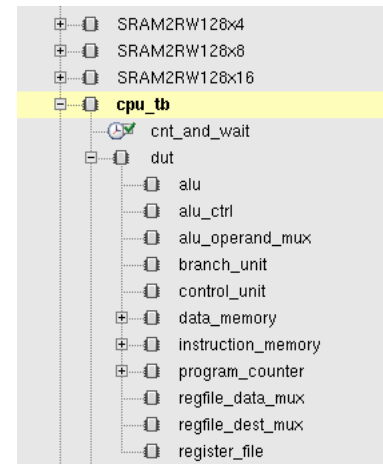 SRAM2RW128x4
SRAM2RW128x8
SRAM2RW128x16
cpu_tb
cnt_and_wait
dut
alu
alu_ctrl
alu_operand_mux
branch_unit
control_unit
data_memory
instruction_memory
program_counter
regfile_data_mux
regfile_dest_mux
register_file